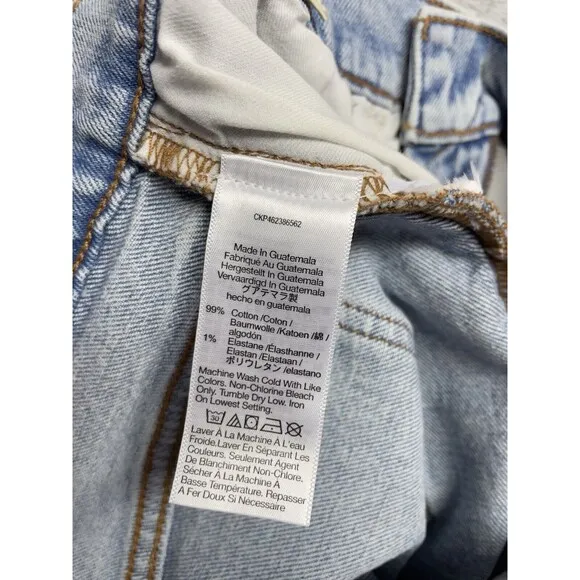 CKP462386562
Made In Guatemala
Fabriqué Au Guatemala
Hergestellt In Guatemala
Vervaardigd In Guatemala
グアテマラ製
hecho en guatemala
99% Cotton /Coton /
Baumwolle /Katoen /綿 /
algodón
1% Elastane /Élasthanne /
Elastan /Elastaan /
ポリウレタン /elastano
Machine Wash Cold With Like
Colors. Non-Chlorine Bleach
Only. Tumble Dry Low. Iron
On Lowest Setting.
30
Laver À La Machine À L'eau
Froide.Laver En Séparant Les
Couleurs. Seulement Agent
De Blanchiment Non-Chlore.
Sécher À La Machine À
Basse Température. Repasser
A Fer Doux Si Nécessaire